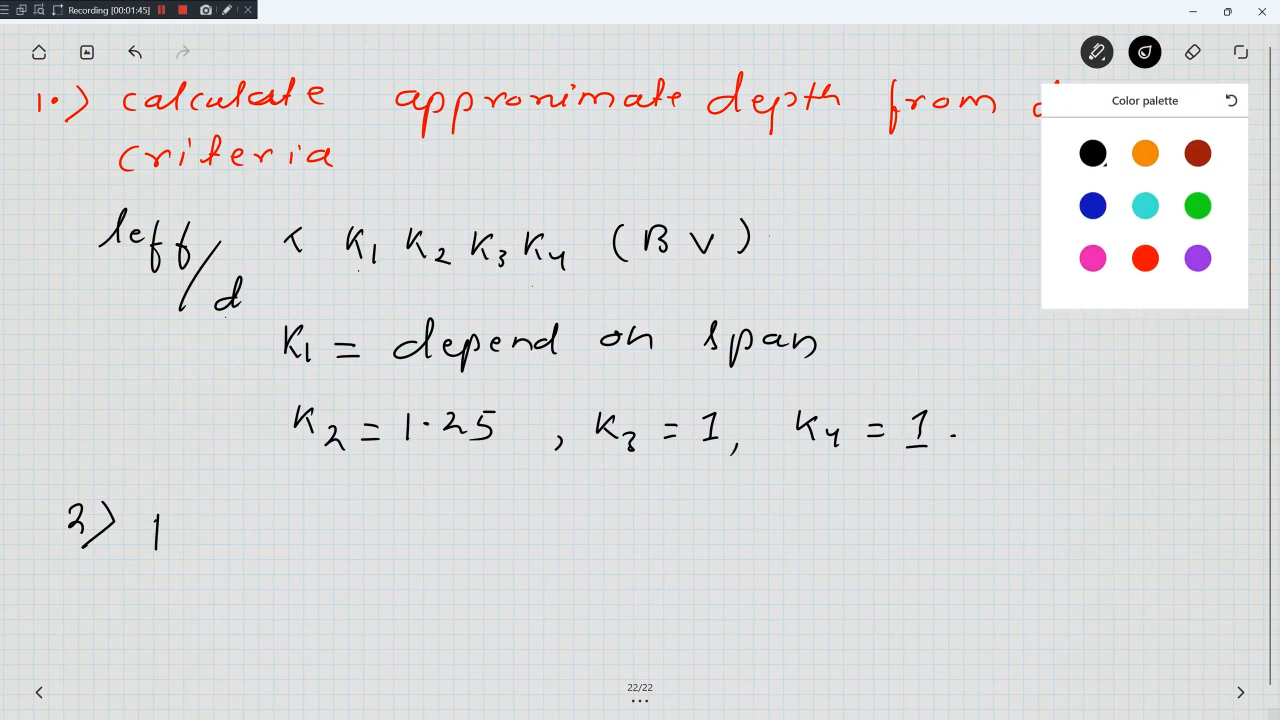 Recording [00:01:45]
1.) calculate approximate depth from
Color palette
criteria
leff/d < K1 K2 K3 K4 (BV)
K1 = depend on span
K2 = 1.25 , K3 = 1, K4 = 1.
2>
22/22